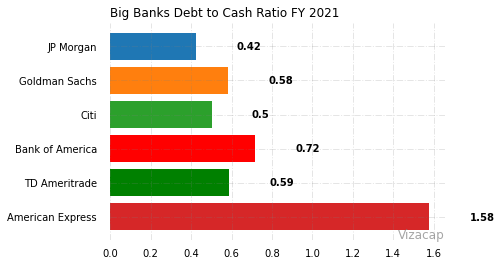 Big Banks Debt to Cash Ratio FY 2021
JP Morgan 0.42
Goldman Sachs 0.58
Citi 0.5
Bank of America 0.72
TD Ameritrade 0.59
American Express 1.58
Vizacap
0.0 0.2 0.4 0.6 0.8 1.0 1.2 1.4 1.6